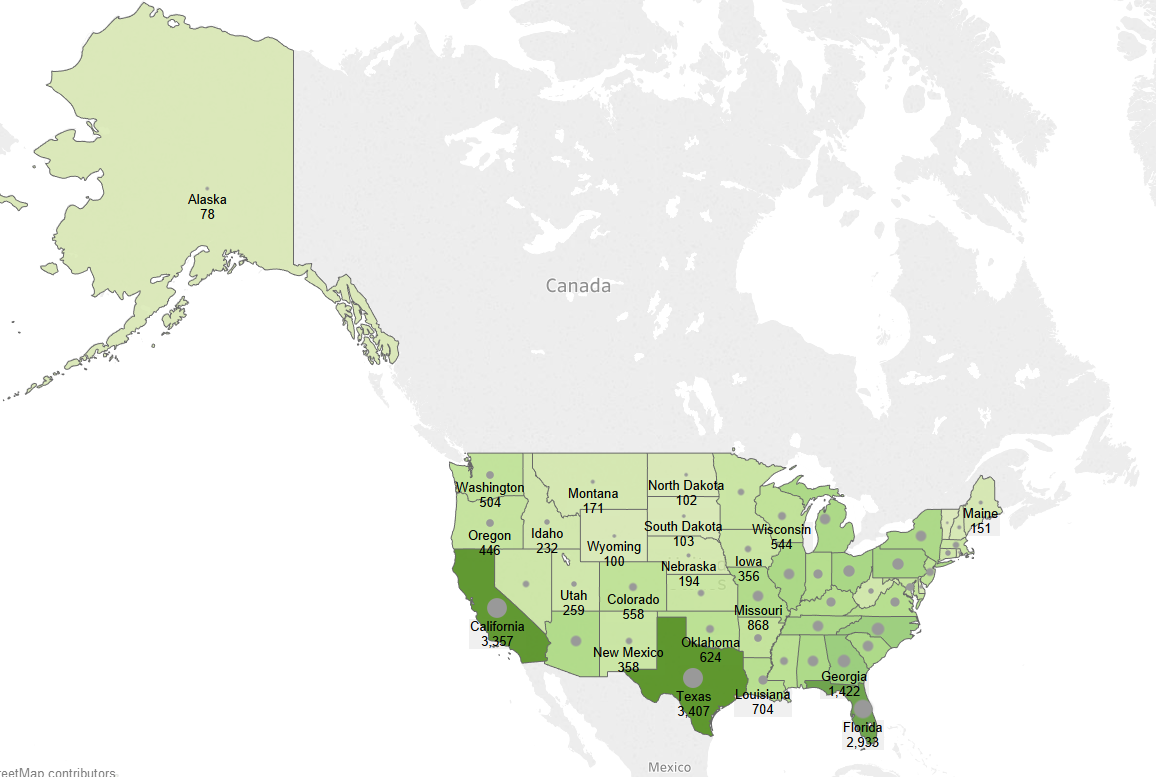 Alaska
78
Canada
Washington
504
Montana
171
North Dakota
102
Maine
151
Oregon
446
Idaho
232
South Dakota
103
Wisconsin
544
Wyoming
100
Nebraska
194
Iowa
356
Utah
259
Colorado
558
Missouri
868
California
3,357
New Mexico
358
Oklahoma
624
Georgia
1,422
Texas
3,407
Louisiana
704
Florida
2,933
Mexico
reetMap contributors